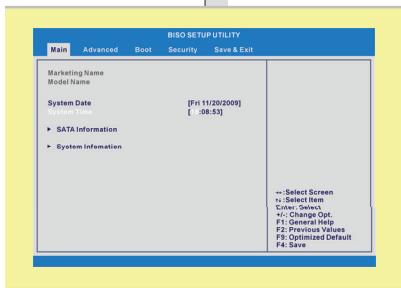 BISO SETUP UTILITY
Main Advanced Boot Security Save & Exit
Marketing Name
Model Name
System Date [Fri 11/20/2009]
System Time [ :08:53]
► SATA Information
► System Infomation
↔:Select Screen
↑↓:Select Item
Enter: Select
+/-: Change Opt.
F1: General Help
F2: Previous Values
F9: Optimized Default
F4: Save